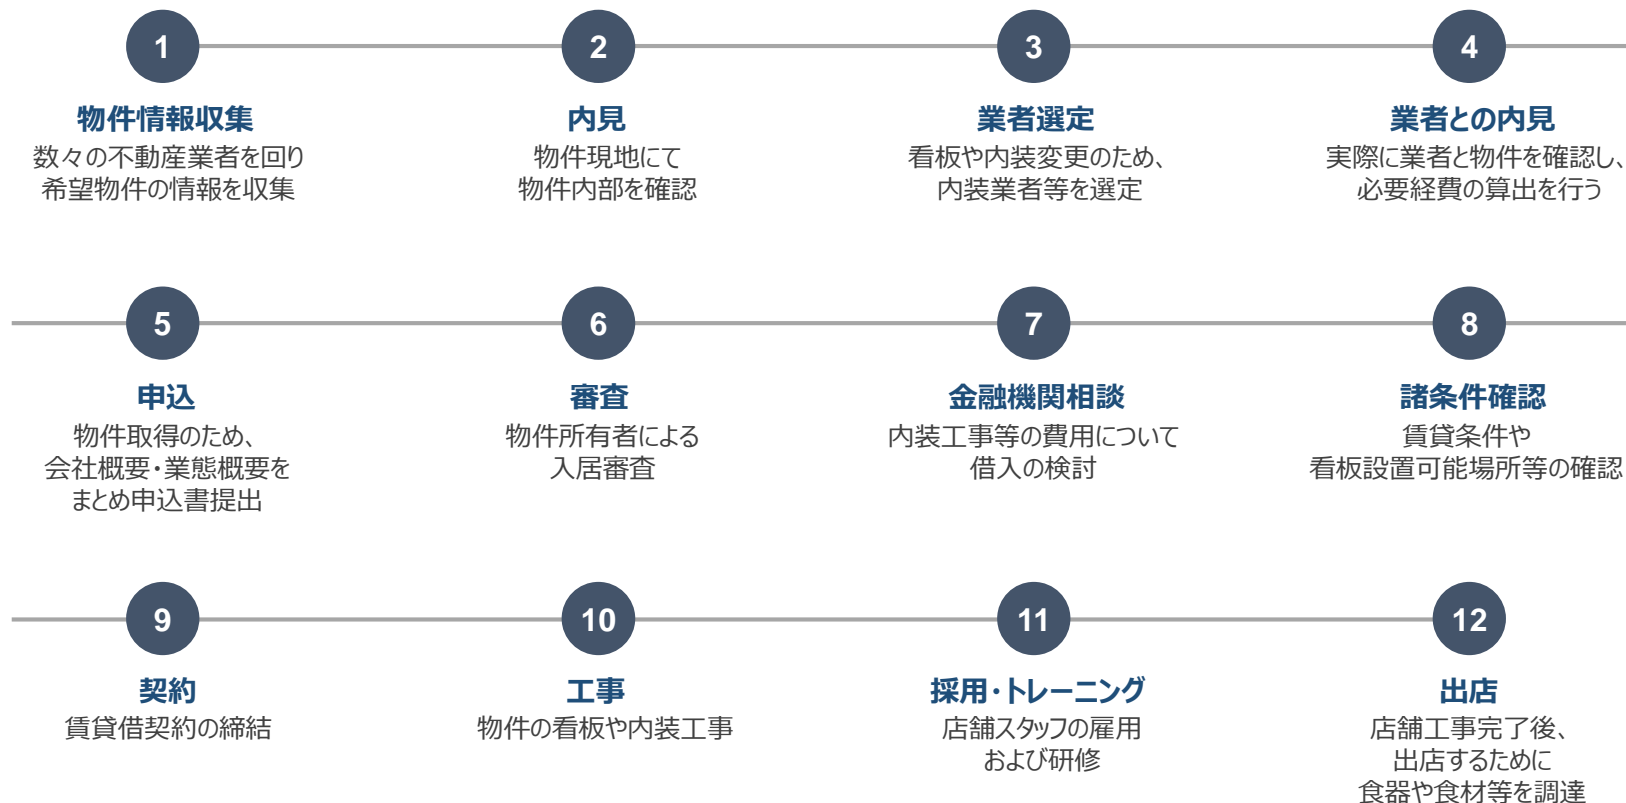 1
物件情報収集
数々の不動産業者を回り
希望物件の情報を収集
2
内見
物件現地にて
物件内部を確認
3
業者選定
看板や内装変更のため、
内装業者等を選定
4
業者との内見
実際に業者と物件を確認し、
必要経費の算出を行う
5
申込
物件取得のため、
会社概要・業態概要を
まとめ申込書提出
6
審査
物件所有者による
入居審査
7
金融機関相談
内装工事等の費用について
借入の検討
8
諸条件確認
賃貸条件や
看板設置可能場所等の確認
9
契約
賃貸借契約の締結
10
工事
物件の看板や内装工事
11
採用・トレーニング
店舗スタッフの雇用
および研修
12
出店
店舗工事完了後、
出店するために
食器や食材等を調達